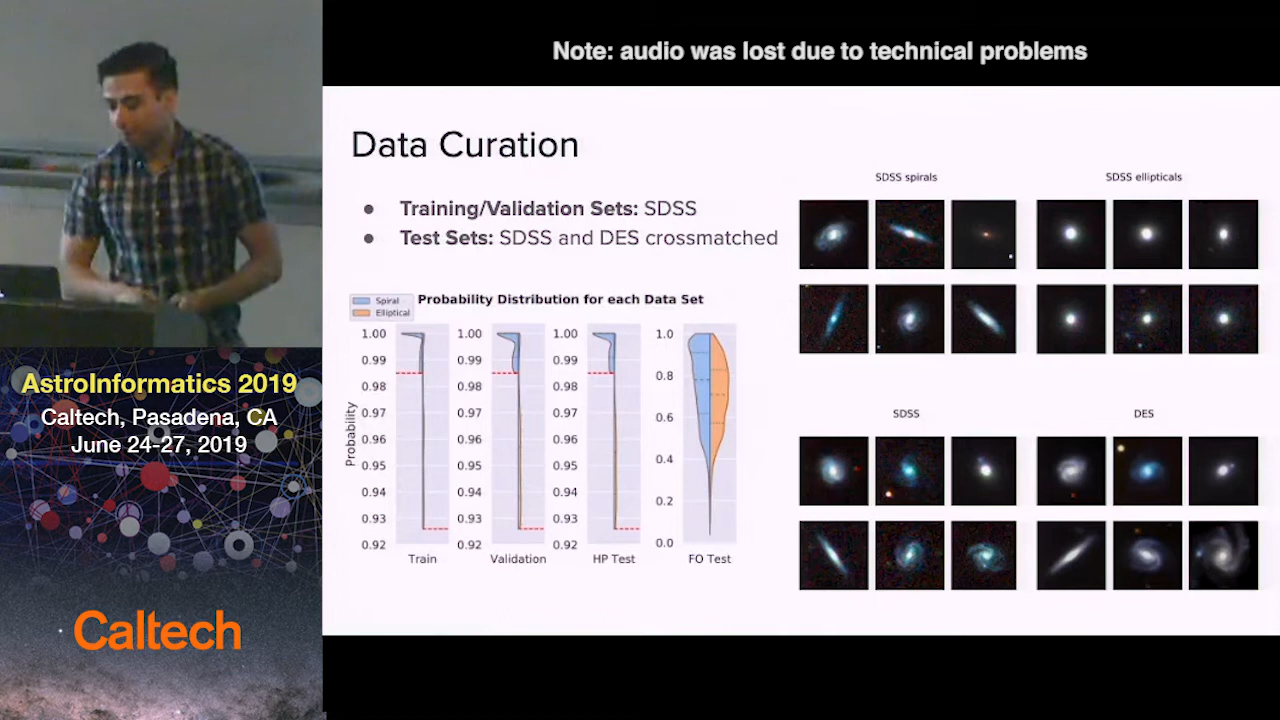 Note: audio was lost due to technical problems
Data Curation
● Training/Validation Sets: SDSS
● Test Sets: SDSS and DES crossmatched
Spiral
Elliptical
Probability Distribution for each Data Set
Probability
1.00
0.99
0.98
0.97
0.96
0.95
0.94
0.93
0.92
Train
1.00
0.99
0.98
0.97
0.96
0.95
0.94
0.93
0.92
Validation
1.00
0.99
0.98
0.97
0.96
0.95
0.94
0.93
0.92
HP Test
1.0
0.8
0.6
0.4
0.2
0.0
FO Test
SDSS spirals
SDSS ellipticals
SDSS
DES
AstroInformatics 2019
Caltech, Pasadena, CA
June 24-27, 2019
Caltech